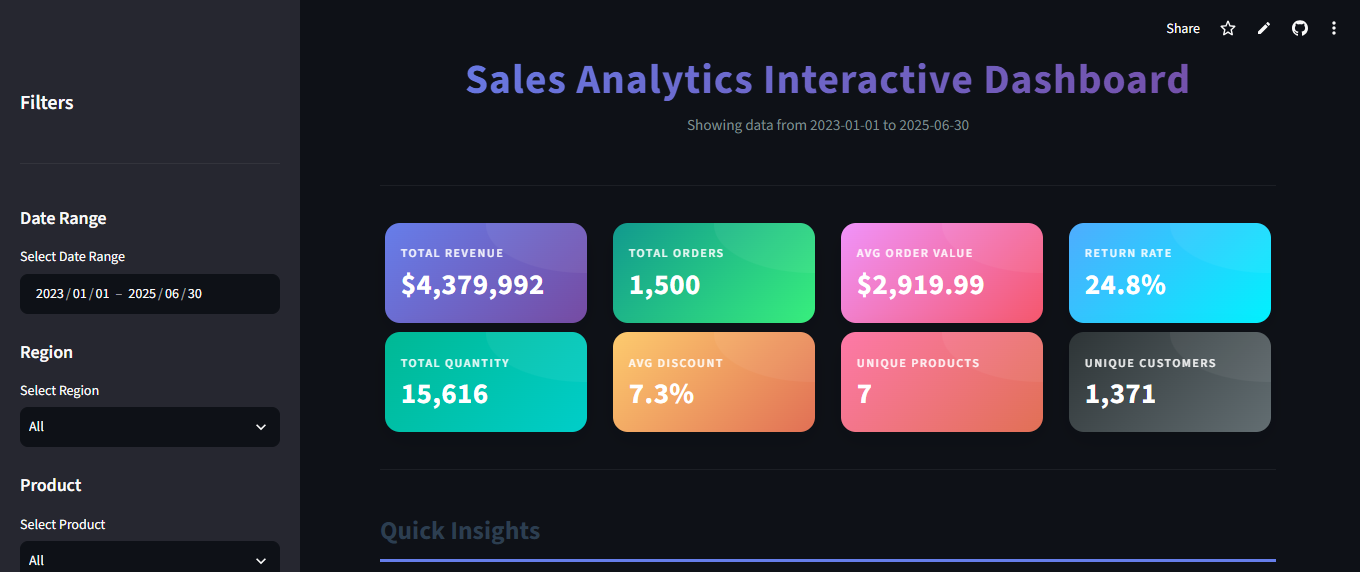 Share
Filters
Date Range
Select Date Range
2023/01/01 – 2025/06/30
Region
Select Region
All
Product
Select Product
All
Sales Analytics Interactive Dashboard
Showing data from 2023-01-01 to 2025-06-30
TOTAL REVENUE
$4,379,992
TOTAL ORDERS
1,500
AVG ORDER VALUE
$2,919.99
RETURN RATE
24.8%
TOTAL QUANTITY
15,616
AVG DISCOUNT
7.3%
UNIQUE PRODUCTS
7
UNIQUE CUSTOMERS
1,371
Quick Insights